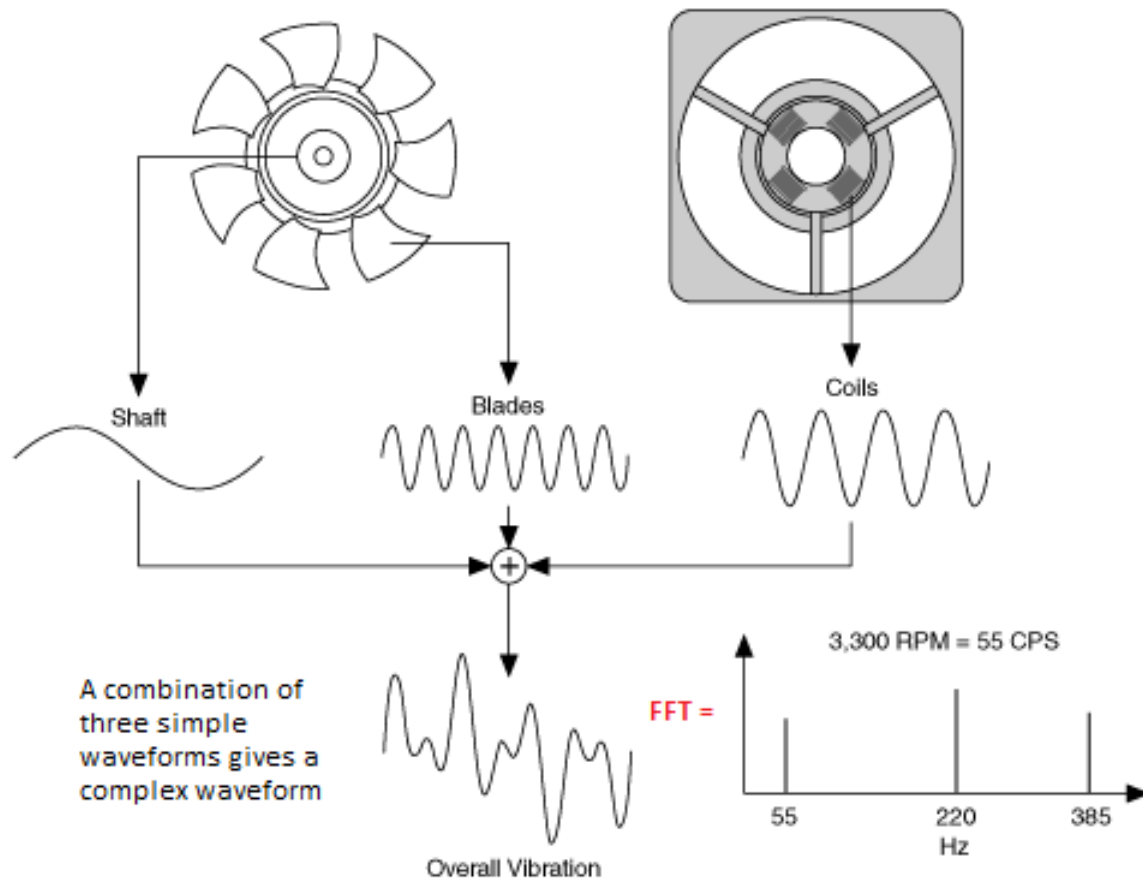 Shaft
Blades
Coils
+
A combination of
three simple
waveforms gives a
complex waveform
Overall Vibration
FFT =
3,300 RPM = 55 CPS
55 220 385
Hz